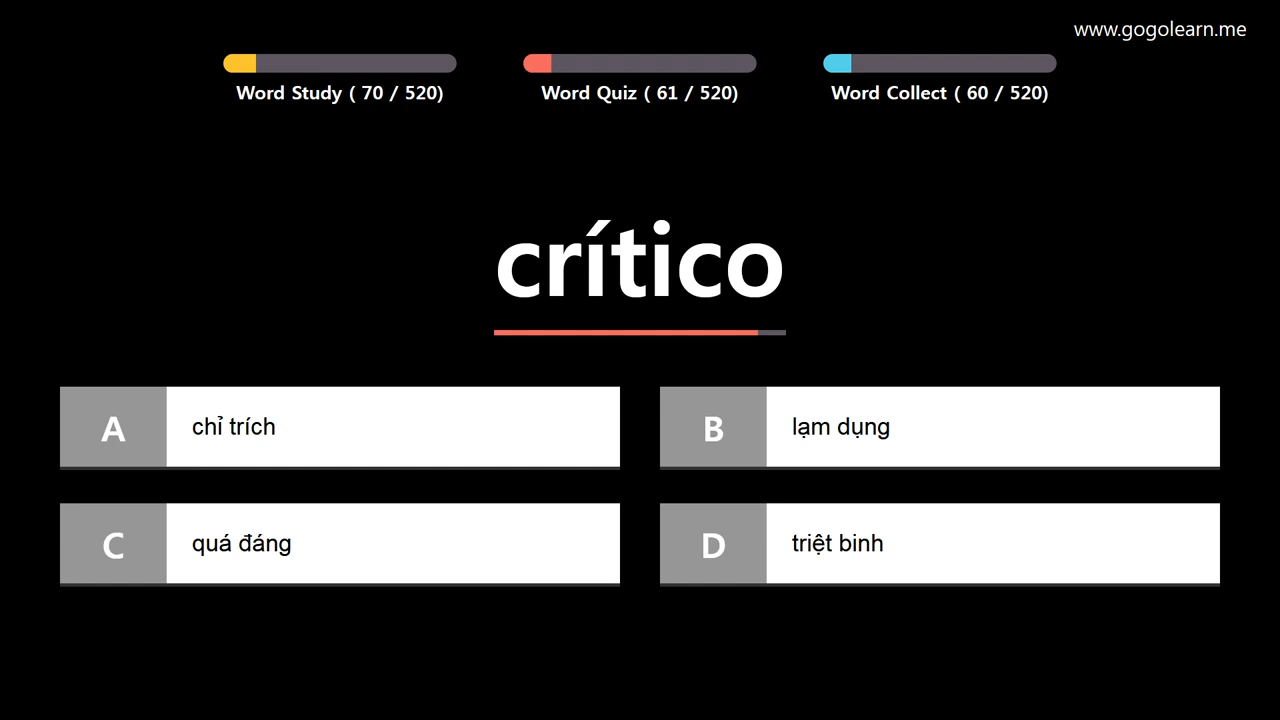 www.gogolearn.me
Word Study ( 70 / 520)
Word Quiz ( 61 / 520)
Word Collect ( 60 / 520)
crítico
A chỉ trích
B lạm dụng
C quá đáng
D triệt binh